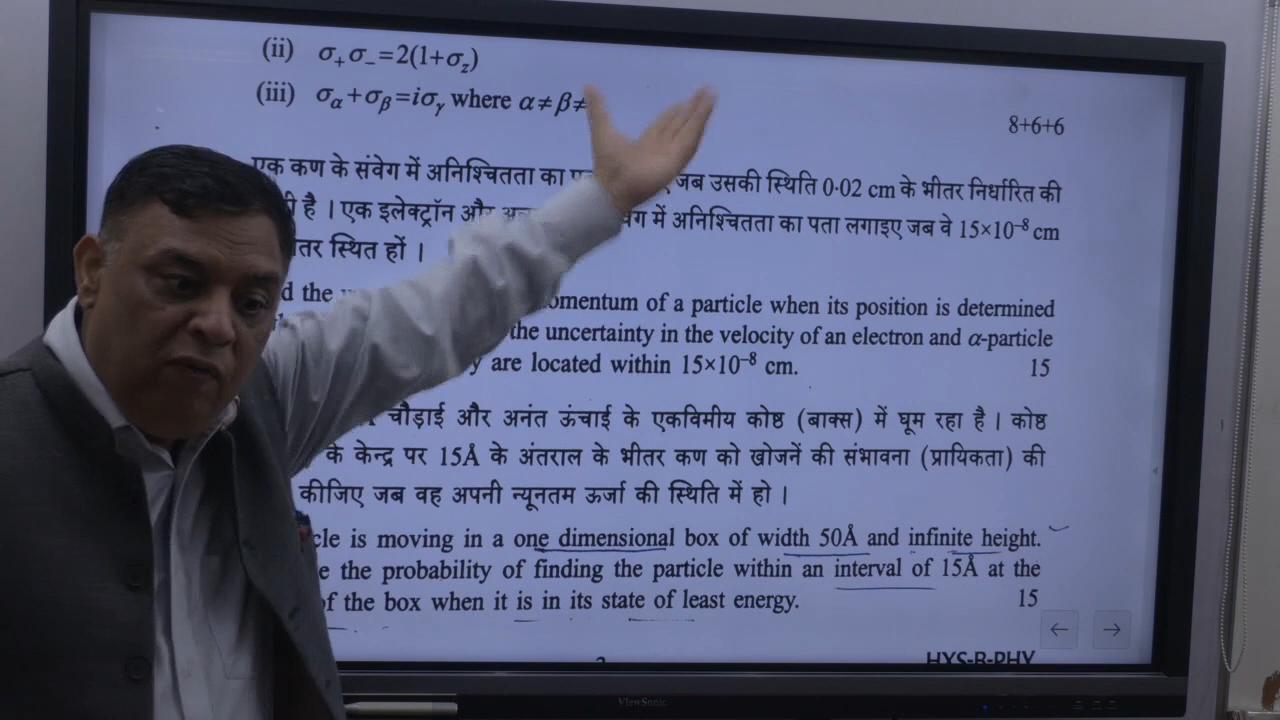 (ii) σ₊σ₋=2(1+σ_z)
(iii) σ_α+σ_β=iσ_γ where α≠β≠
8+6+6
एक कण के संवेग में अनिश्चितता का जब उसकी स्थिति 0·02 cm के भीतर निर्धारित की
है । एक इलेक्ट्रॉन और में अनिश्चितता का पता लगाइए जब वे 15×10⁻⁸ cm
स्थित हों ।
the momentum of a particle when its position is determined
the uncertainty in the velocity of an electron and α-particle
are located within 15×10⁻⁸ cm. 15
चौड़ाई और अनंत ऊंचाई के एकविमीय कोष्ठ (बाक्स) में घूम रहा है । कोष्ठ
के केन्द्र पर 15Å के अंतराल के भीतर कण को खोजनें की संभावना (प्रायिकता) की
कीजिए जब वह अपनी न्यूनतम ऊर्जा की स्थिति में हो ।
is moving in a one dimensional box of width 50Å and infinite height.
the probability of finding the particle within an interval of 15Å at the
of the box when it is in its state of least energy. 15
← →
HYS-B-PHY
ViewSonic